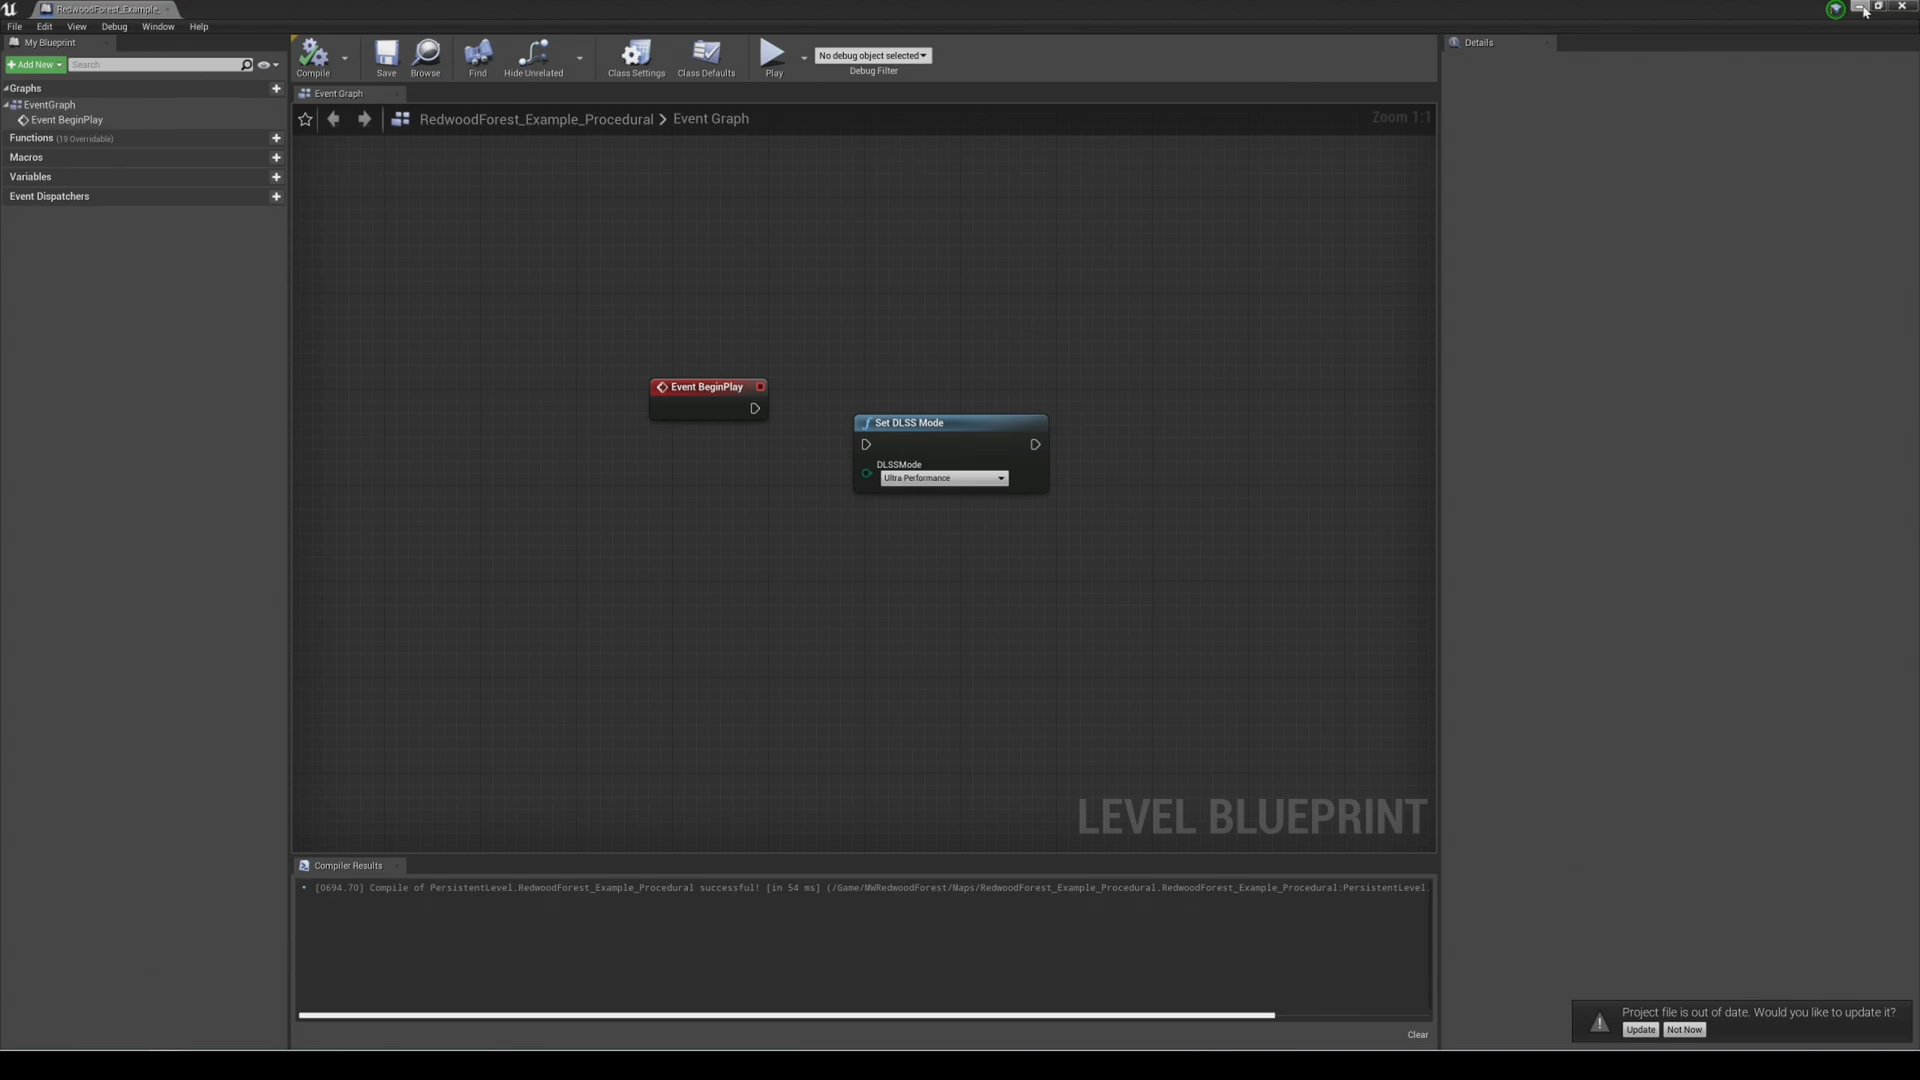 RedwoodForest_Example_
File Edit View Debug Window Help
My Blueprint
Add New Search
Graphs
EventGraph
Event BeginPlay
Functions (19 Overridable)
Macros
Variables
Event Dispatchers
Compile Save Browse Find Hide Unrelated Class Settings Class Defaults Play
No debug object selected
Debug Filter
Event Graph
RedwoodForest_Example_Procedural > Event Graph
Zoom 1:1
Event BeginPlay
Set DLSS Mode
DLSSMode
Ultra Performance
LEVEL BLUEPRINT
Compiler Results
[0694.70] Compile of PersistentLevel.RedwoodForest_Example_Procedural successful! [in 54 ms] (/Game/MWRedwoodForest/Maps/RedwoodForest_Example_Procedural.RedwoodForest_Example_Procedural:PersistentLevel.
Clear
Details
Project file is out of date. Would you like to update it?
Update Not Now